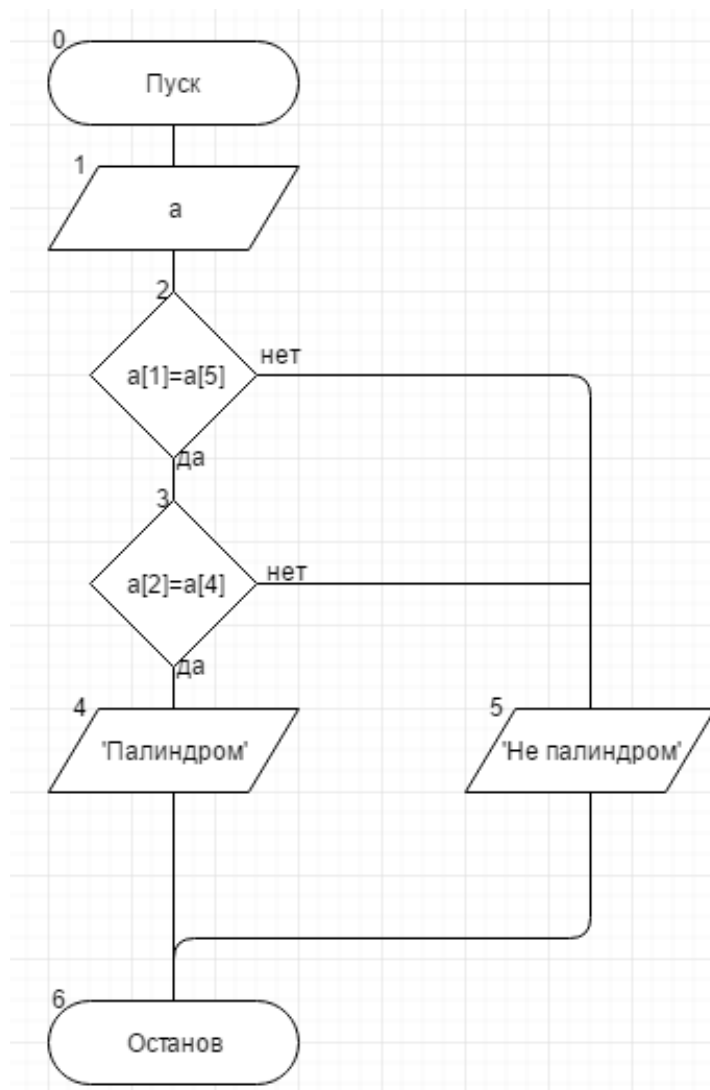 0
Пуск
1
a
2
a[1]=a[5]
нет
да
3
a[2]=a[4]
нет
да
4
'Палиндром'
5
'Не палиндром'
6
Останов